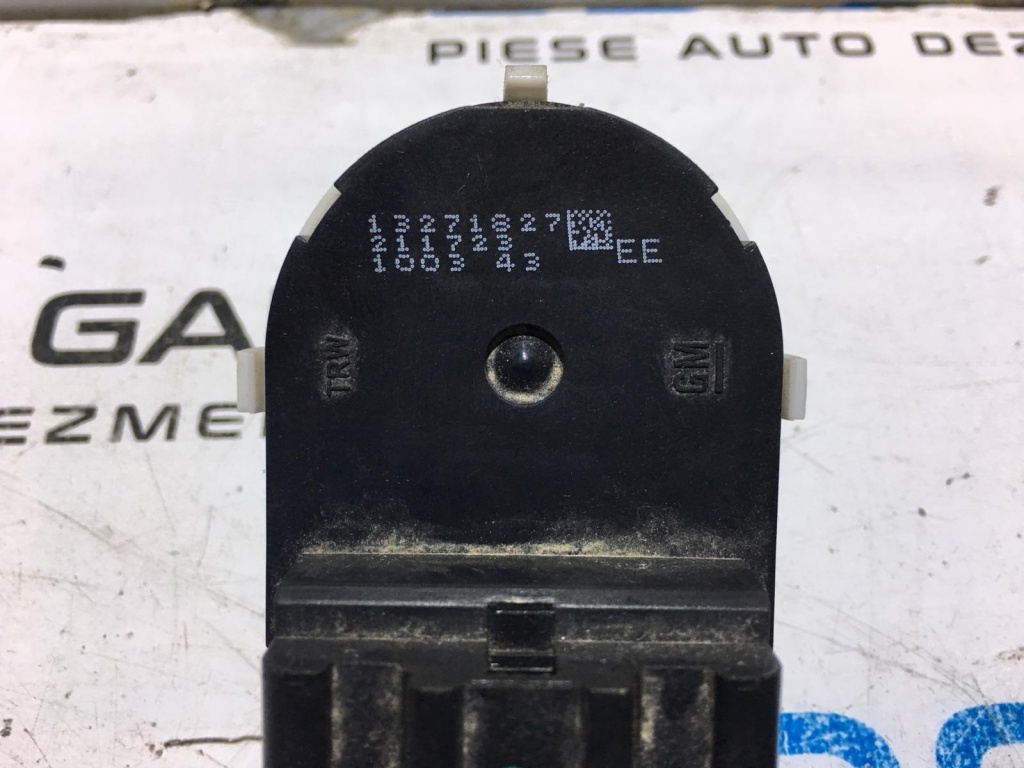 PIESE AUTO DEZ
13271827
211723
1003 43
EE
TRW
GM
GA
EZME